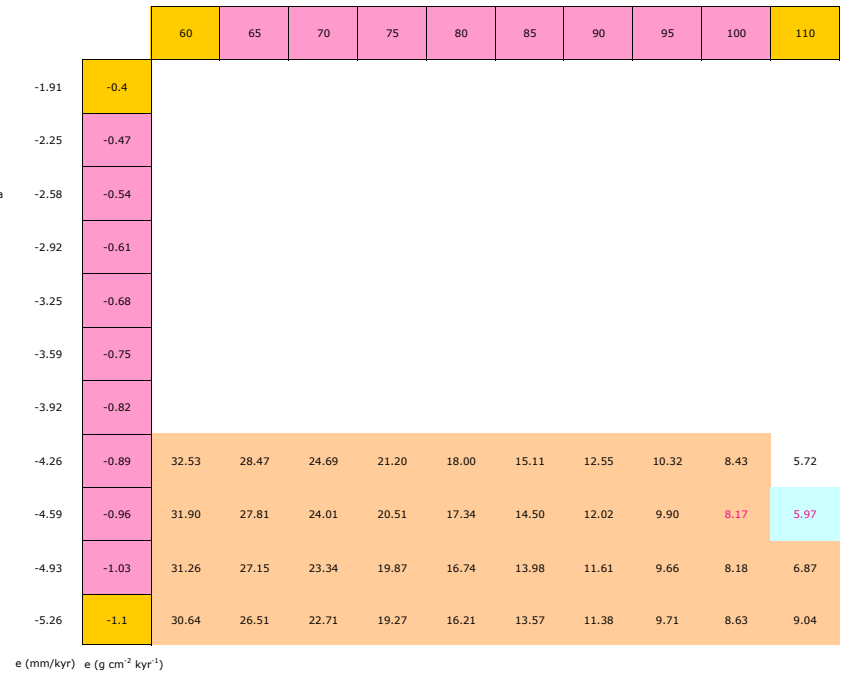 60 65 70 75 80 85 90 95 100 110
-1.91 -0.4
-2.25 -0.47
a -2.58 -0.54
-2.92 -0.61
-3.25 -0.68
-3.59 -0.75
-3.92 -0.82
-4.26 -0.89 32.53 28.47 24.69 21.20 18.00 15.11 12.55 10.32 8.43 5.72
-4.59 -0.96 31.90 27.81 24.01 20.51 17.34 14.50 12.02 9.90 8.17 5.97
-4.93 -1.03 31.26 27.15 23.34 19.87 16.74 13.98 11.61 9.66 8.18 6.87
-5.26 -1.1 30.64 26.51 22.71 19.27 16.21 13.57 11.38 9.71 8.63 9.04
e (mm/kyr) e (g cm⁻² kyr⁻¹)